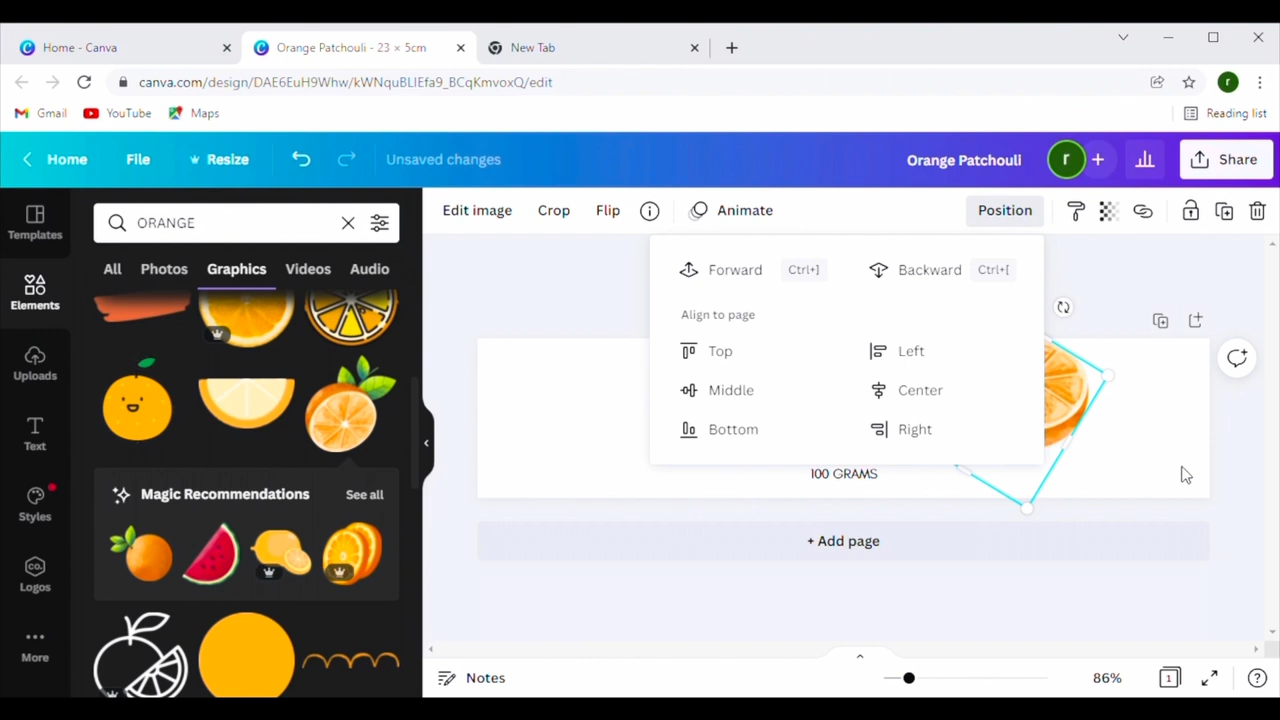 Home - Canva
Orange Patchouli - 23 × 5cm
New Tab
canva.com/design/DAE6EuH9Whw/kWNquBLIEfa9_BCqKmvoxQ/edit
r
Gmail
YouTube
Maps
Reading list
Home
File
Resize
Unsaved changes
Orange Patchouli
r
Share
Templates
Elements
Uploads
Text
Styles
CO.
Logos
More
ORANGE
All
Photos
Graphics
Videos
Audio
Magic Recommendations
See all
Edit image
Crop
Flip
Animate
Position
Forward
Ctrl+]
Backward
Ctrl+[
Align to page
Top
Left
Middle
Center
Bottom
Right
100 GRAMS
+ Add page
Notes
86%
1